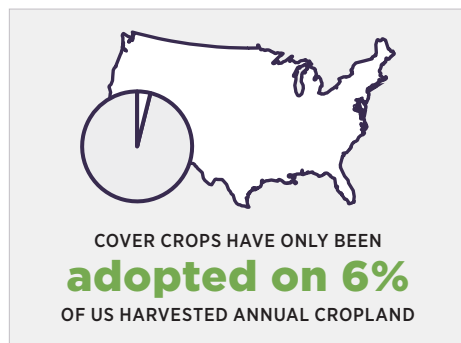 COVER CROPS HAVE ONLY BEEN
adopted on 6%
OF US HARVESTED ANNUAL CROPLAND